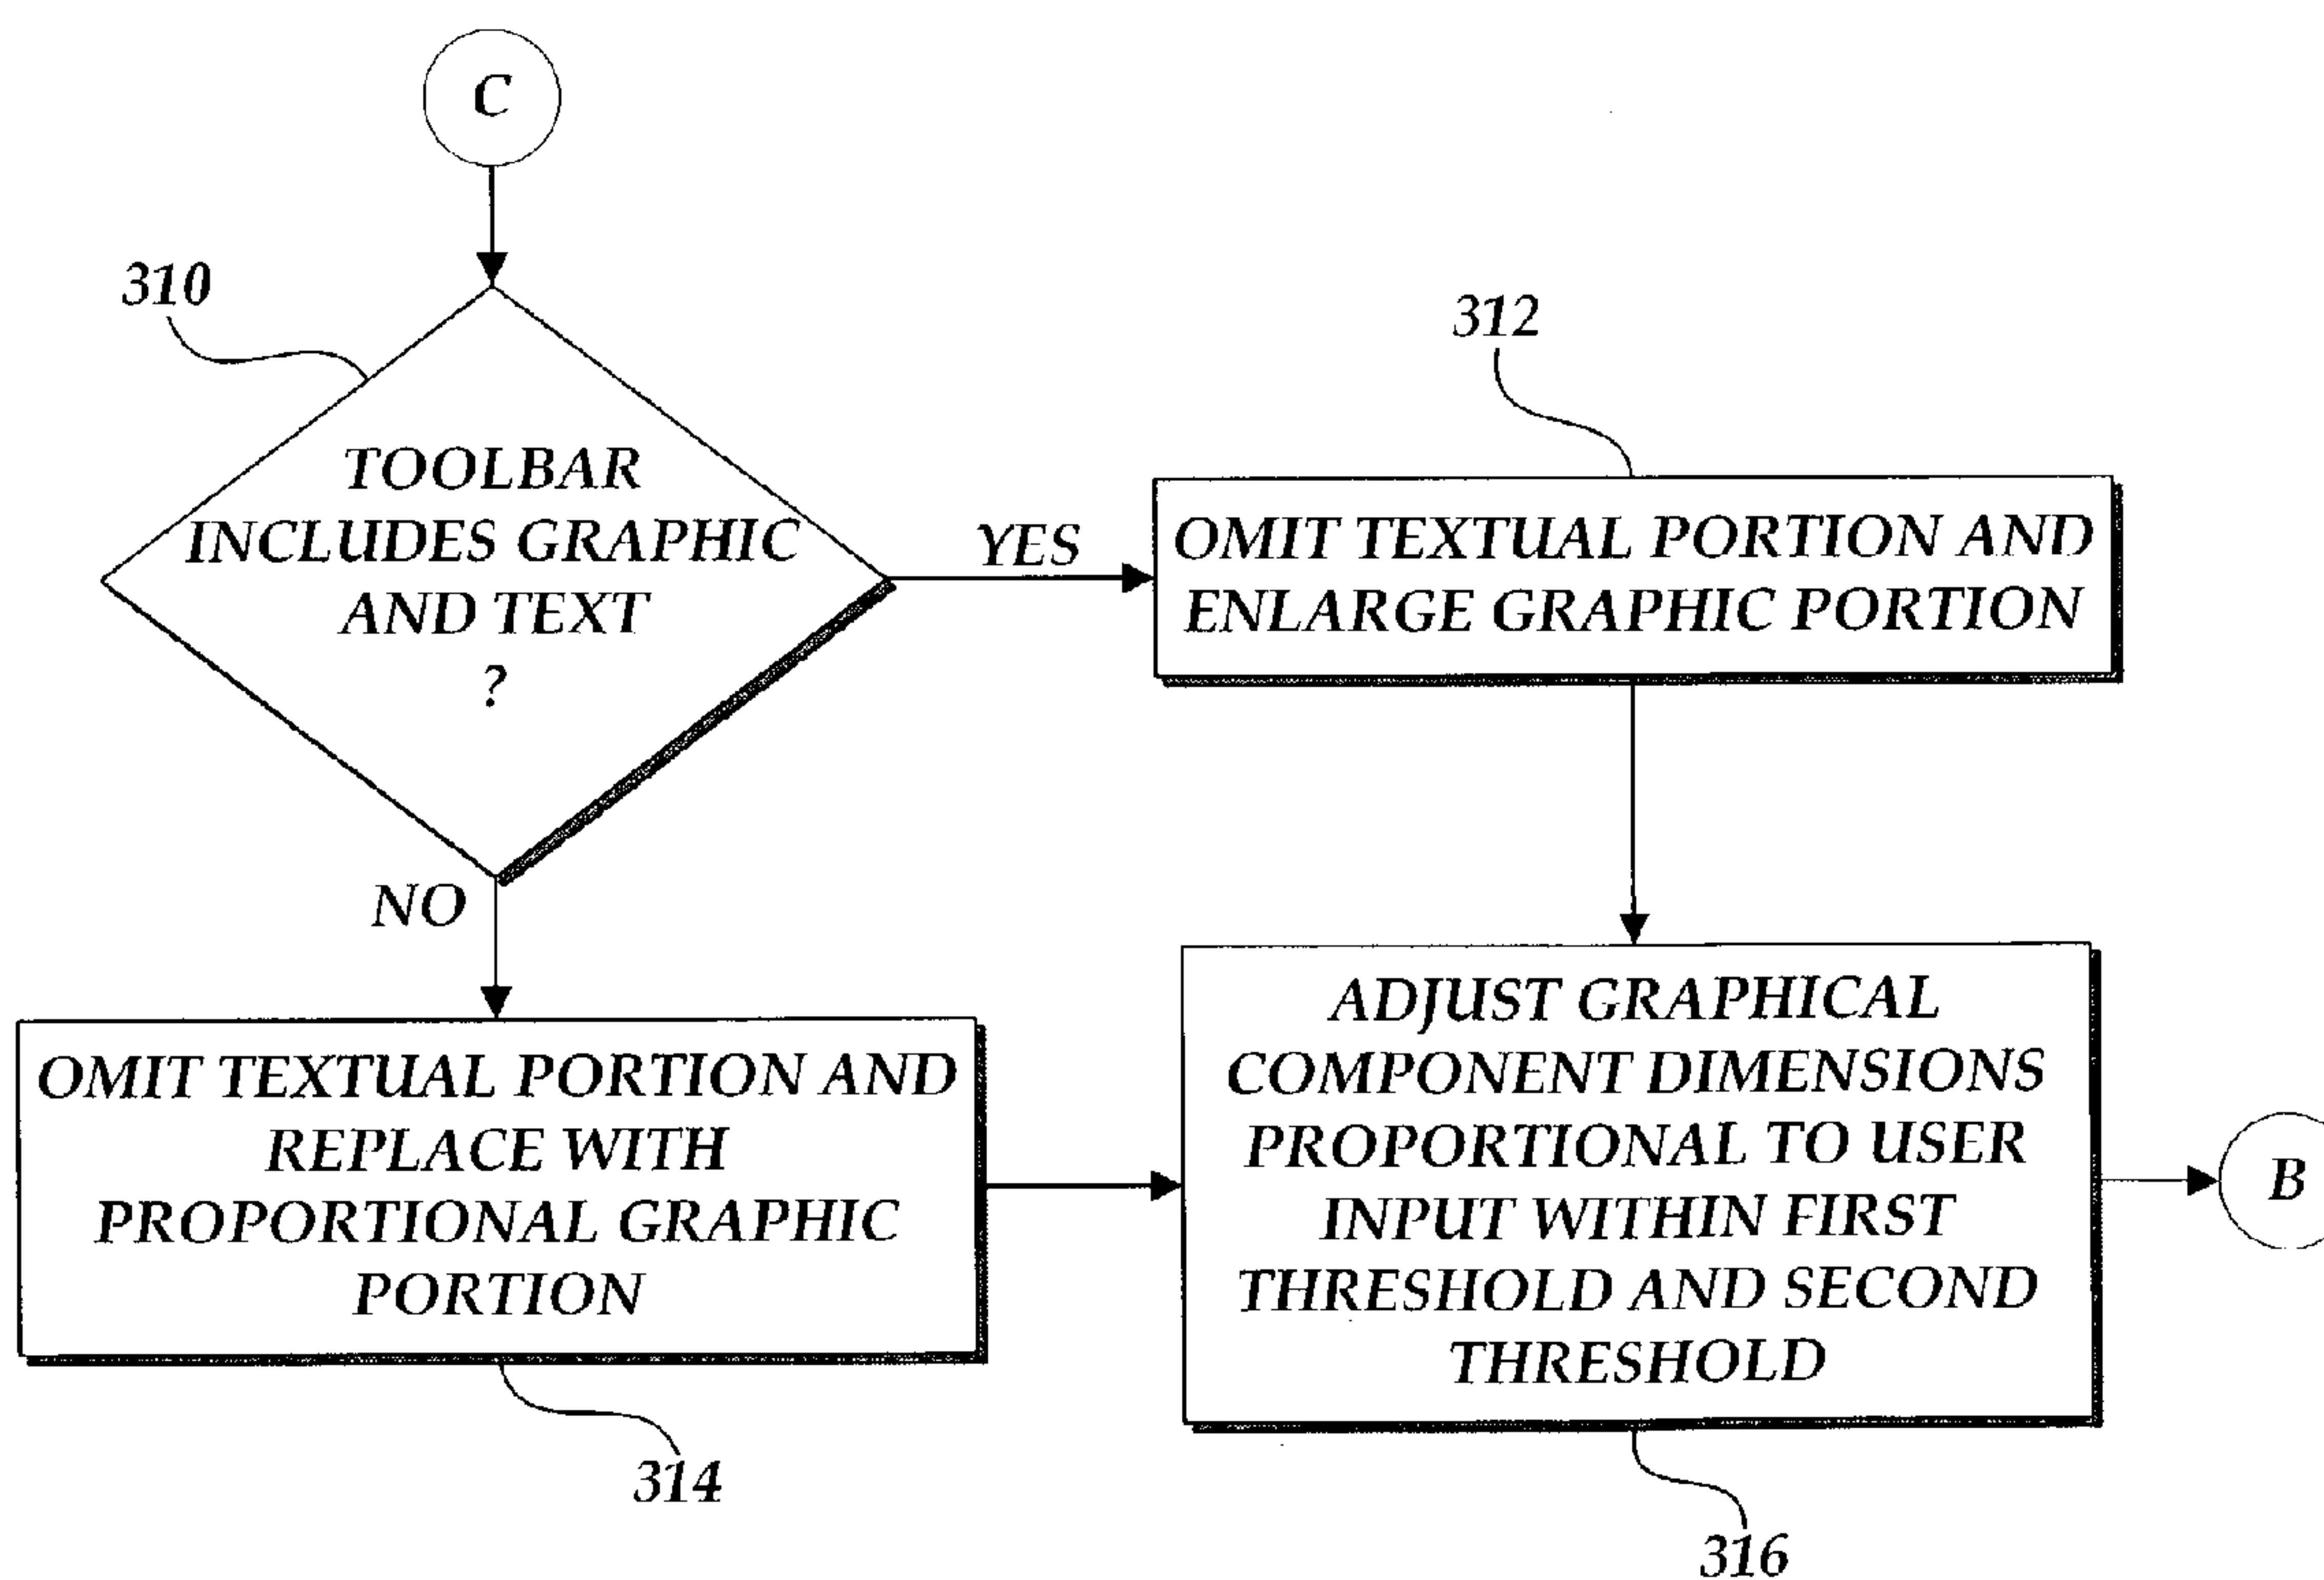 C
310
TOOLBAR
INCLUDES GRAPHIC
AND TEXT
?
YES
312
OMIT TEXTUAL PORTION AND
ENLARGE GRAPHIC PORTION
NO
OMIT TEXTUAL PORTION AND
REPLACE WITH
PROPORTIONAL GRAPHIC
PORTION
314
ADJUST GRAPHICAL
COMPONENT DIMENSIONS
PROPORTIONAL TO USER
INPUT WITHIN FIRST
THRESHOLD AND SECOND
THRESHOLD
316
B